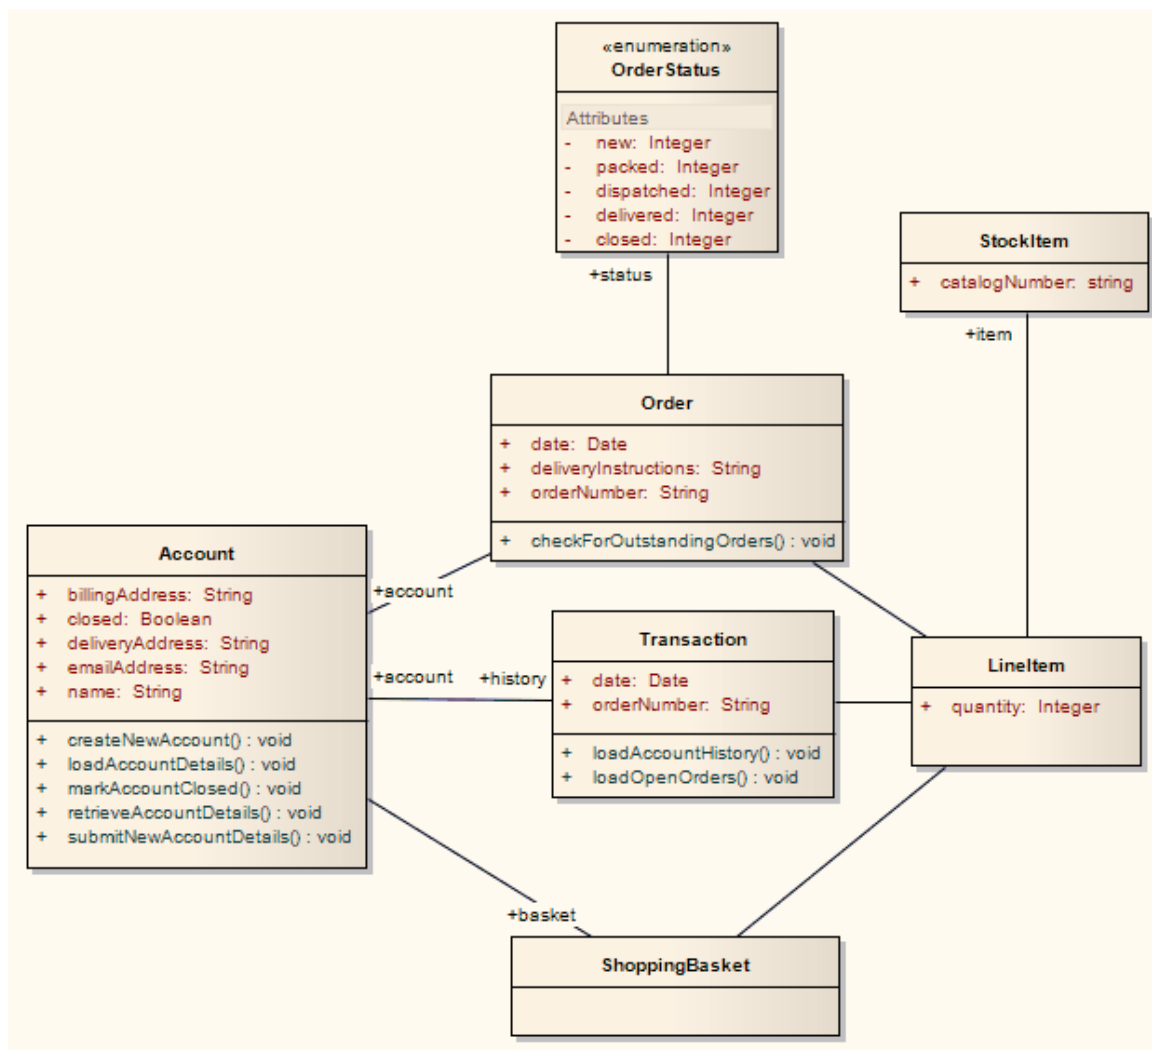 «enumeration»
OrderStatus
Attributes
- new: Integer
- packed: Integer
- dispatched: Integer
- delivered: Integer
- closed: Integer
+status
StockItem
+ catalogNumber: string
+item
Order
+ date: Date
+ deliveryInstructions: String
+ orderNumber: String
+ checkForOutstandingOrders() : void
Account
+ billingAddress: String
+ closed: Boolean
+ deliveryAddress: String
+ emailAddress: String
+ name: String
+ createNewAccount() : void
+ loadAccountDetails() : void
+ markAccountClosed() : void
+ retrieveAccountDetails() : void
+ submitNewAccountDetails() : void
+account
+account
+history
Transaction
+ date: Date
+ orderNumber: String
+ loadAccountHistory() : void
+ loadOpenOrders() : void
LineItem
+ quantity: Integer
+basket
ShoppingBasket